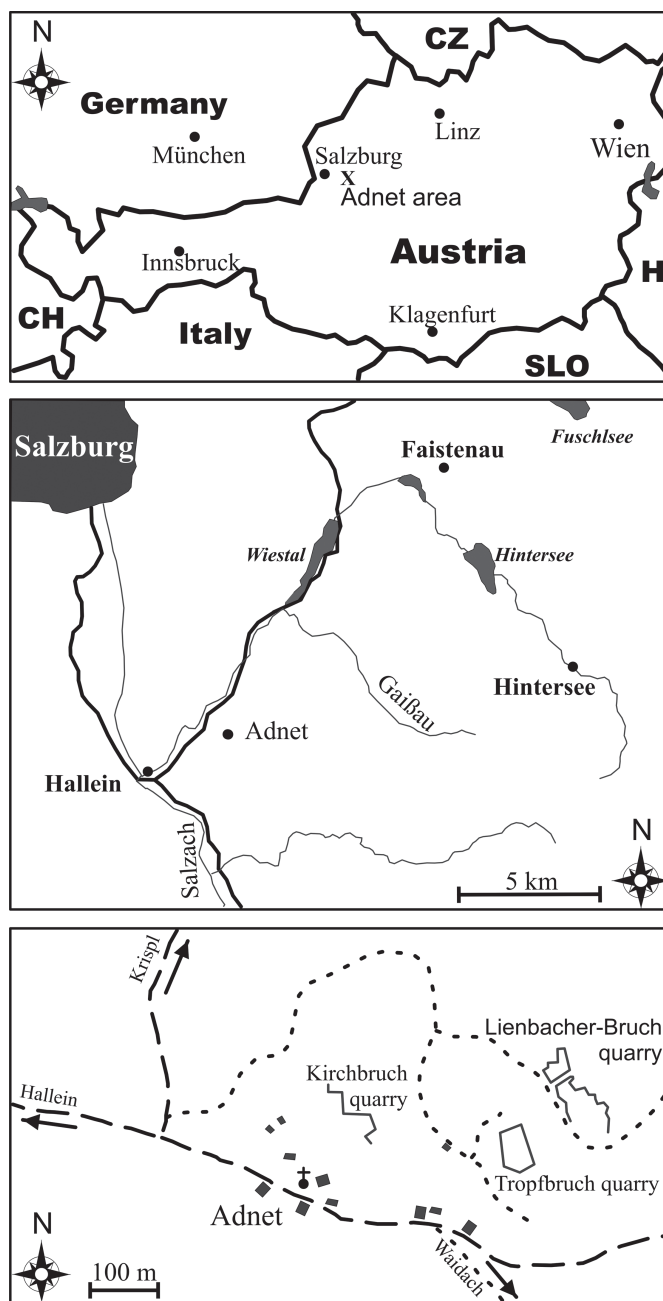 N
CZ
Germany
München
Linz
Wien
Salzburg
X
Adnet area
Innsbruck
Austria
H
CH
Italy
Klagenfurt
SLO
Salzburg
Fuschlsee
Faistenau
Wiestal
Hintersee
Hintersee
Gaißau
Adnet
Hallein
Salzach
N
5 km
Krispl
Lienbacher-Bruch
quarry
Kirchbruch
quarry
Hallein
Tropfbruch quarry
Adnet
N
Waidach
100 m